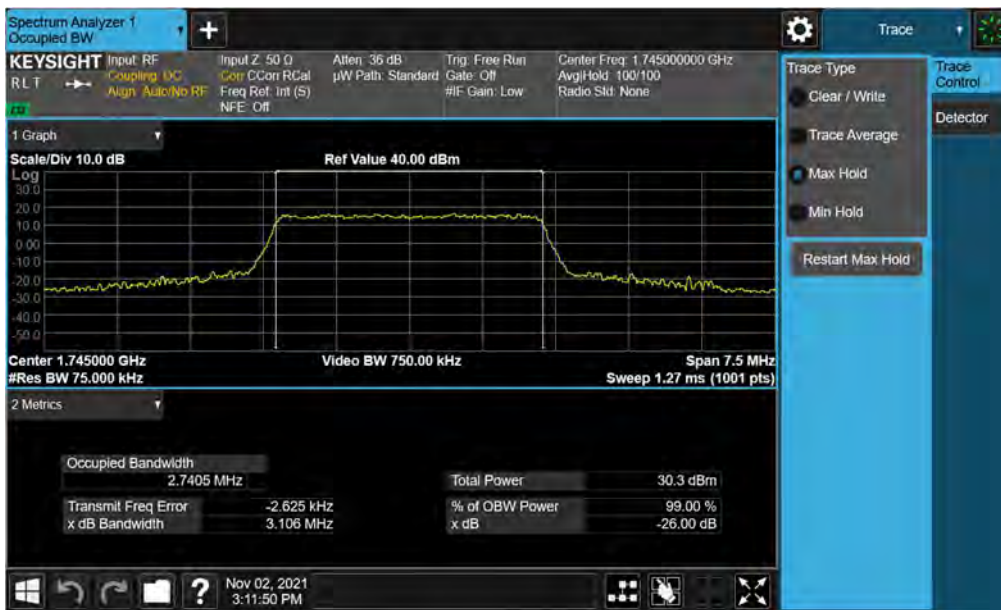 Spectrum Analyzer 1
Occupied BW
+
Trace
KEYSIGHT
RLT
Input: RF
Coupling: DC
Align: Auto/No RF
Input Z: 50 Ω
Corr CCorr RCal
Freq Ref: Int (S)
NFE: Off
Atten: 36 dB
µW Path: Standard
Trig: Free Run
Gate: Off
#IF Gain: Low
Center Freq: 1.745000000 GHz
Avg|Hold: 100/100
Radio Std: None
Trace Type
Clear / Write
Trace Average
Max Hold
Min Hold
Restart Max Hold
Trace
Control
Detector
1 Graph
Scale/Div 10.0 dB
Ref Value 40.00 dBm
Log
30.0
20.0
10.0
0.00
-10.0
-20.0
-30.0
-40.0
-50.0
Center 1.745000 GHz
Video BW 750.00 kHz
Span 7.5 MHz
#Res BW 75.000 kHz
Sweep 1.27 ms (1001 pts)
2 Metrics
Occupied Bandwidth
2.7405 MHz
Total Power 30.3 dBm
Transmit Freq Error -2.625 kHz
% of OBW Power 99.00 %
x dB Bandwidth 3.106 MHz
x dB -26.00 dB
?
Nov 02, 2021
3:11:50 PM